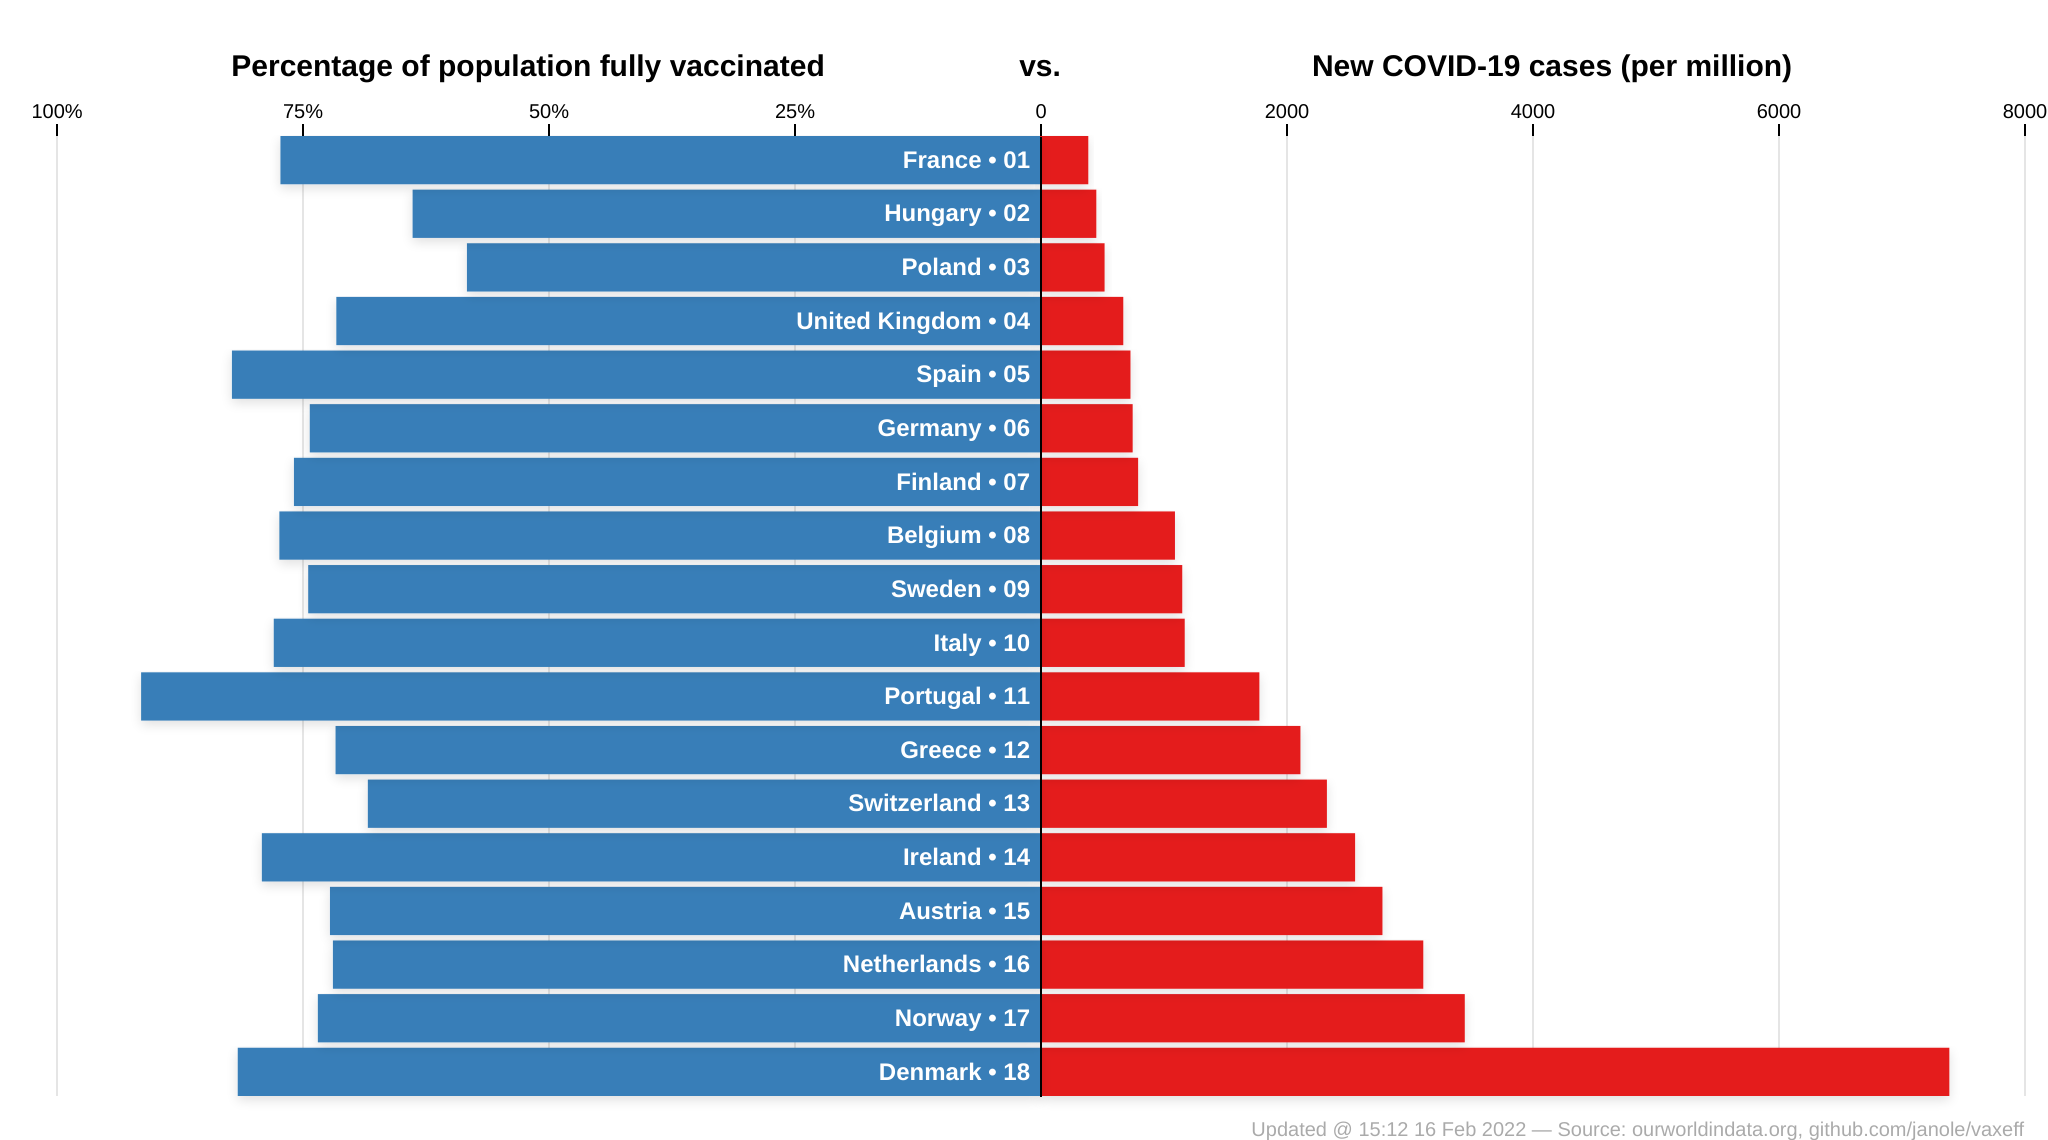 Percentage of population fully vaccinated vs. New COVID-19 cases (per million)
100% 75% 50% 25% 0 2000 4000 6000 8000
France • 01
Hungary • 02
Poland • 03
United Kingdom • 04
Spain • 05
Germany • 06
Finland • 07
Belgium • 08
Sweden • 09
Italy • 10
Portugal • 11
Greece • 12
Switzerland • 13
Ireland • 14
Austria • 15
Netherlands • 16
Norway • 17
Denmark • 18
Updated @ 15:12 16 Feb 2022 — Source: ourworldindata.org, github.com/janole/vaxeff